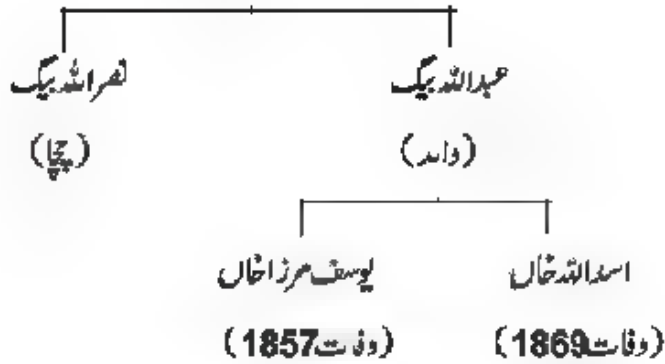 عبداللہ بیگ نصراللہ بیگ
(والد) (چچا)
اسداللہ خاں یوسف مرزا خاں
(وفات 1869) (وفات 1857)